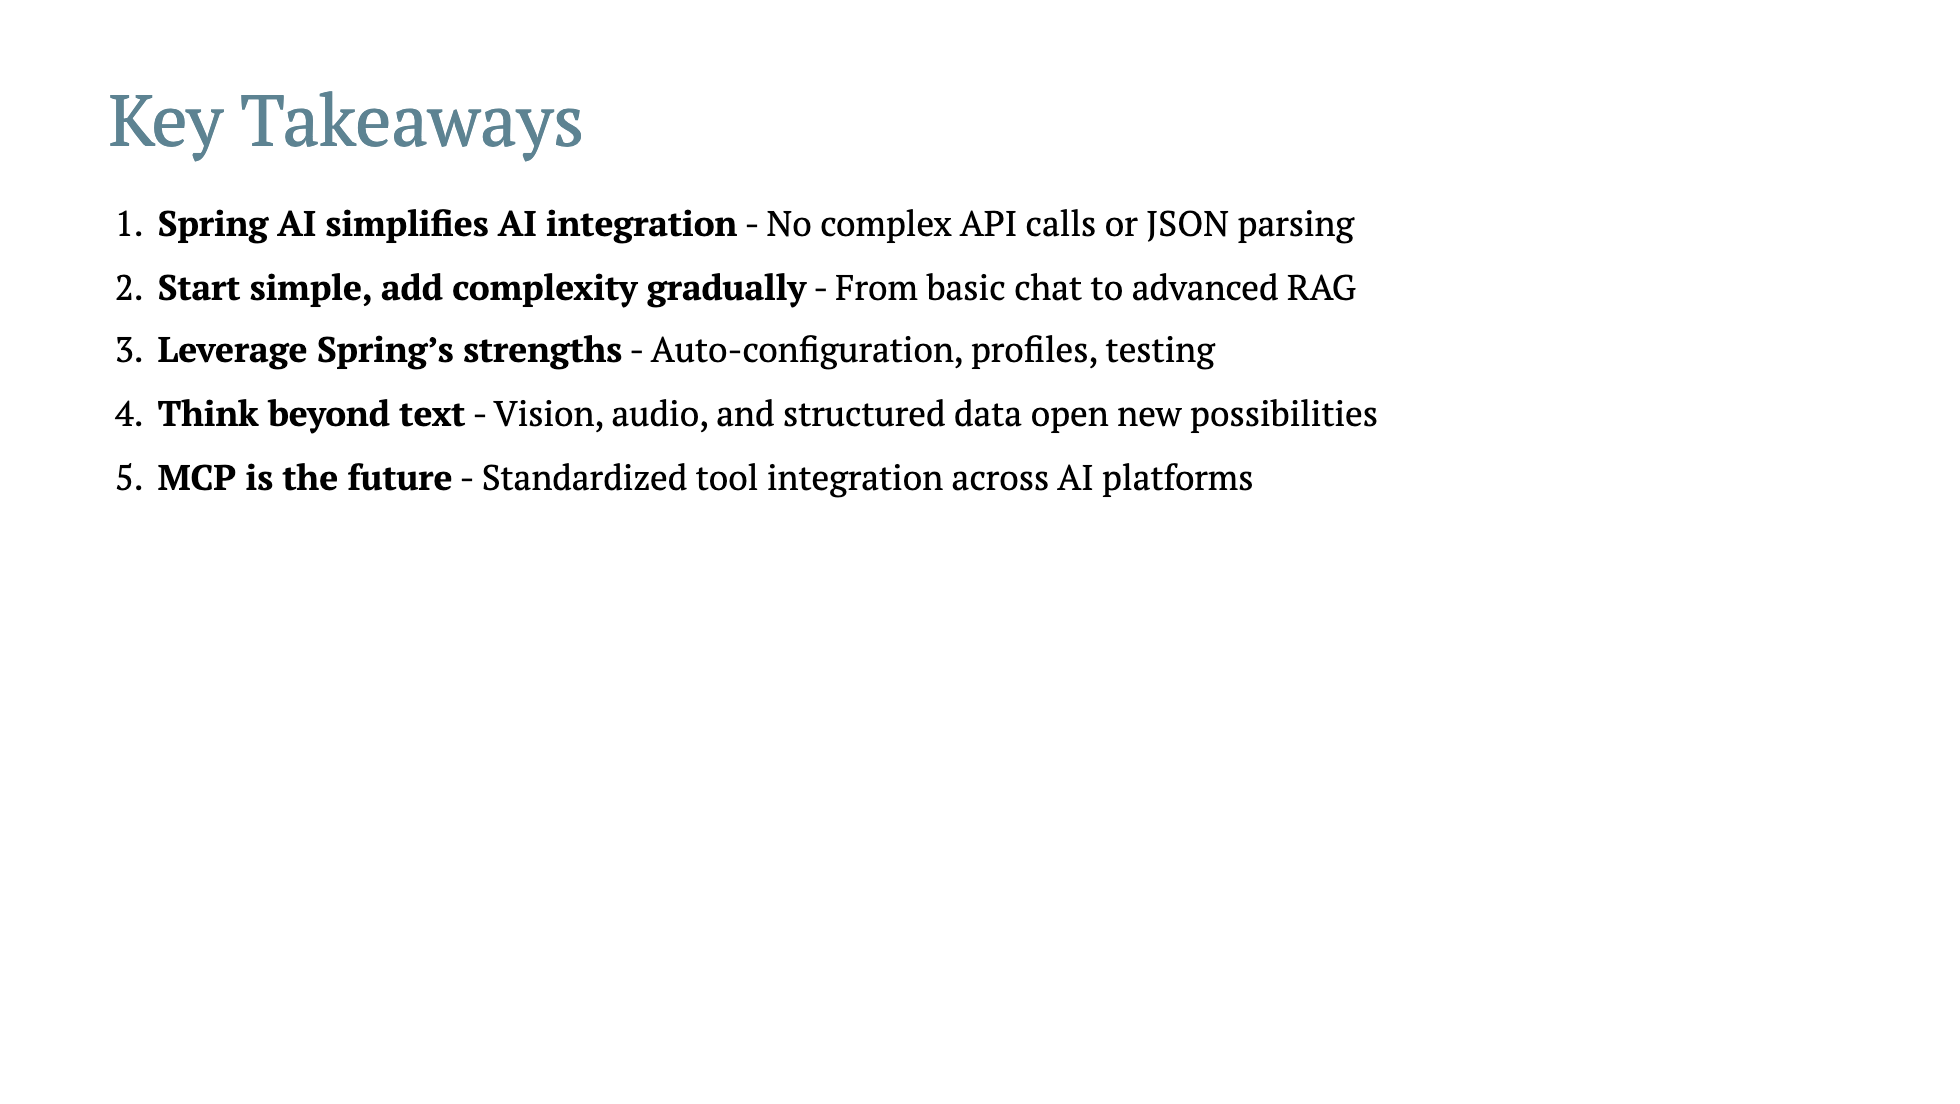 Key Takeaways
1. Spring AI simplifies AI integration - No complex API calls or JSON parsing
2. Start simple, add complexity gradually - From basic chat to advanced RAG
3. Leverage Spring’s strengths - Auto-configuration, profiles, testing
4. Think beyond text - Vision, audio, and structured data open new possibilities
5. MCP is the future - Standardized tool integration across AI platforms